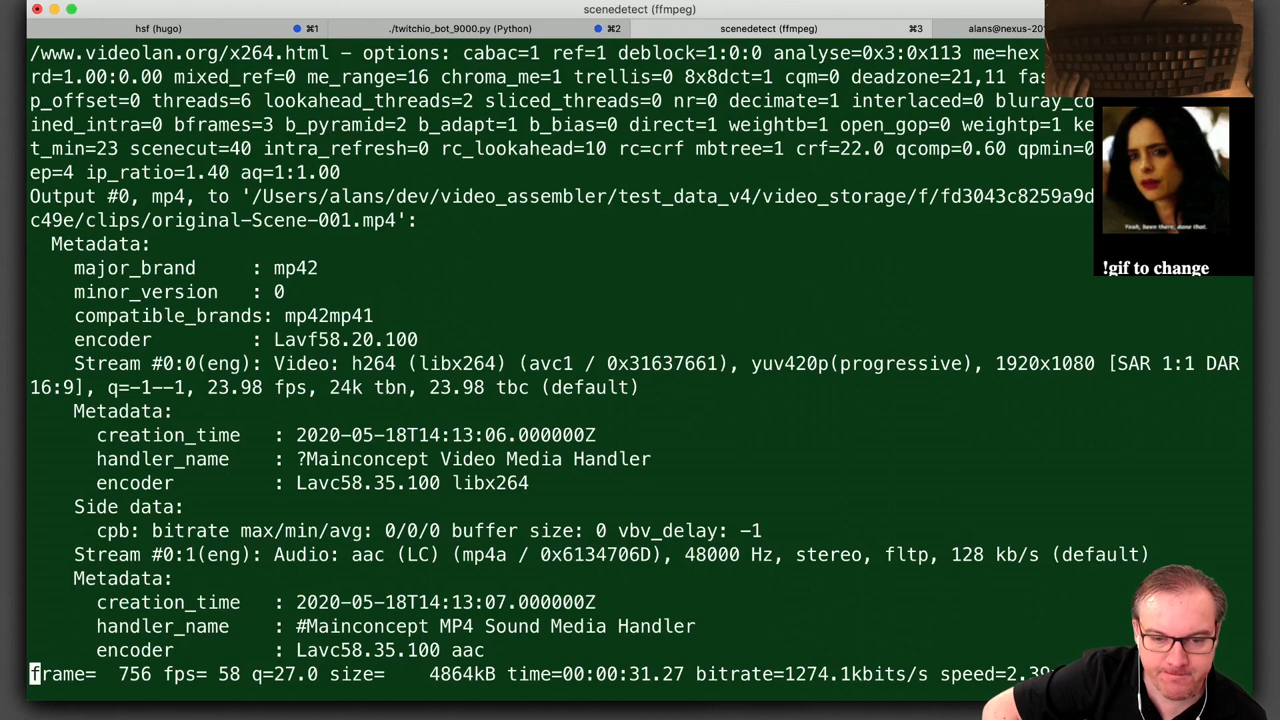 scenedetect (ffmpeg)
hsf (hugo) ⌘1 ./twitchio_bot_9000.py (Python) ⌘2 scenedetect (ffmpeg) ⌘3 alans@nexus-201
/www.videolan.org/x264.html - options: cabac=1 ref=1 deblock=1:0:0 analyse=0x3:0x113 me=hex
rd=1.00:0.00 mixed_ref=0 me_range=16 chroma_me=1 trellis=0 8x8dct=1 cqm=0 deadzone=21,11 fas
p_offset=0 threads=6 lookahead_threads=2 sliced_threads=0 nr=0 decimate=1 interlaced=0 bluray_co
ined_intra=0 bframes=3 b_pyramid=2 b_adapt=1 b_bias=0 direct=1 weightb=1 open_gop=0 weightp=1 ke
t_min=23 scenecut=40 intra_refresh=0 rc_lookahead=10 rc=crf mbtree=1 crf=22.0 qcomp=0.60 qpmin=0
ep=4 ip_ratio=1.40 aq=1:1.00
Output #0, mp4, to '/Users/alans/dev/video_assembler/test_data_v4/video_storage/f/fd3043c8259a9d
c49e/clips/original-Scene-001.mp4':
Metadata:
major_brand : mp42
minor_version : 0
compatible_brands: mp42mp41
encoder : Lavf58.20.100
Stream #0:0(eng): Video: h264 (libx264) (avc1 / 0x31637661), yuv420p(progressive), 1920x1080 [SAR 1:1 DAR
16:9], q=-1--1, 23.98 fps, 24k tbn, 23.98 tbc (default)
Metadata:
creation_time : 2020-05-18T14:13:06.000000Z
handler_name : ?Mainconcept Video Media Handler
encoder : Lavc58.35.100 libx264
Side data:
cpb: bitrate max/min/avg: 0/0/0 buffer size: 0 vbv_delay: -1
Stream #0:1(eng): Audio: aac (LC) (mp4a / 0x6134706D), 48000 Hz, stereo, fltp, 128 kb/s (default)
Metadata:
creation_time : 2020-05-18T14:13:07.000000Z
handler_name : #Mainconcept MP4 Sound Media Handler
encoder : Lavc58.35.100 aac
frame= 756 fps= 58 q=27.0 size= 4864kB time=00:00:31.27 bitrate=1274.1kbits/s speed=2.39
Yeah, been there, done that.
!gif to change